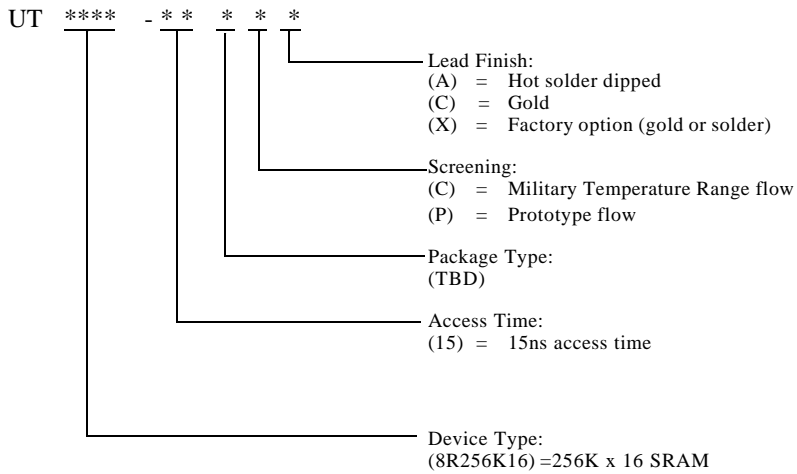 UT **** - * * * * *
Lead Finish:
(A) = Hot solder dipped
(C) = Gold
(X) = Factory option (gold or solder)
Screening:
(C) = Military Temperature Range flow
(P) = Prototype flow
Package Type:
(TBD)
Access Time:
(15) = 15ns access time
Device Type:
(8R256K16) =256K x 16 SRAM